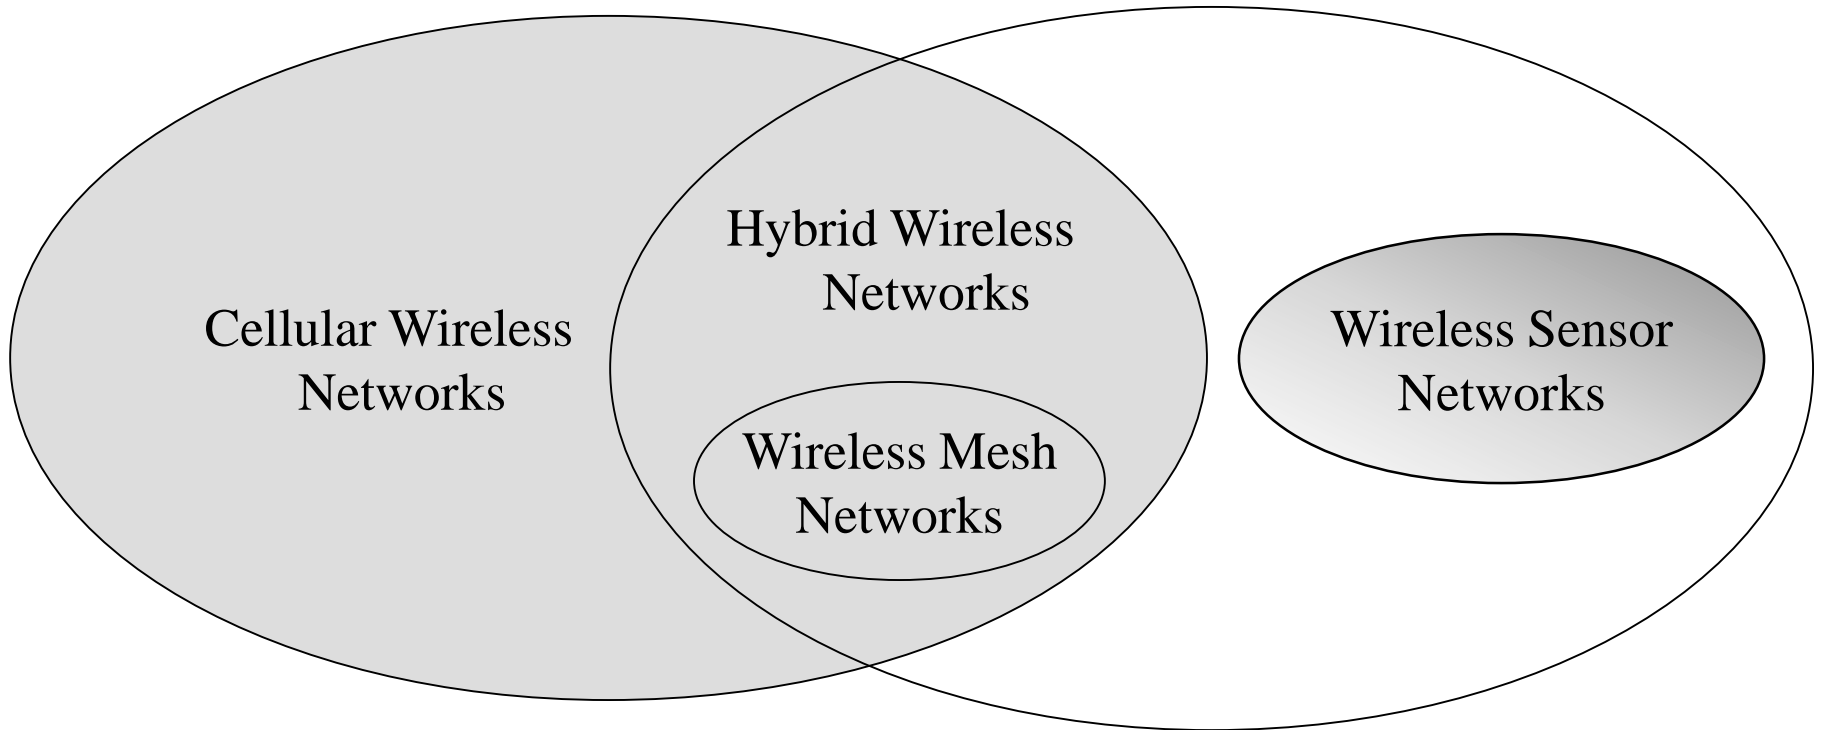 Cellular Wireless
Networks
Hybrid Wireless
Networks
Wireless Mesh
Networks
Wireless Sensor
Networks